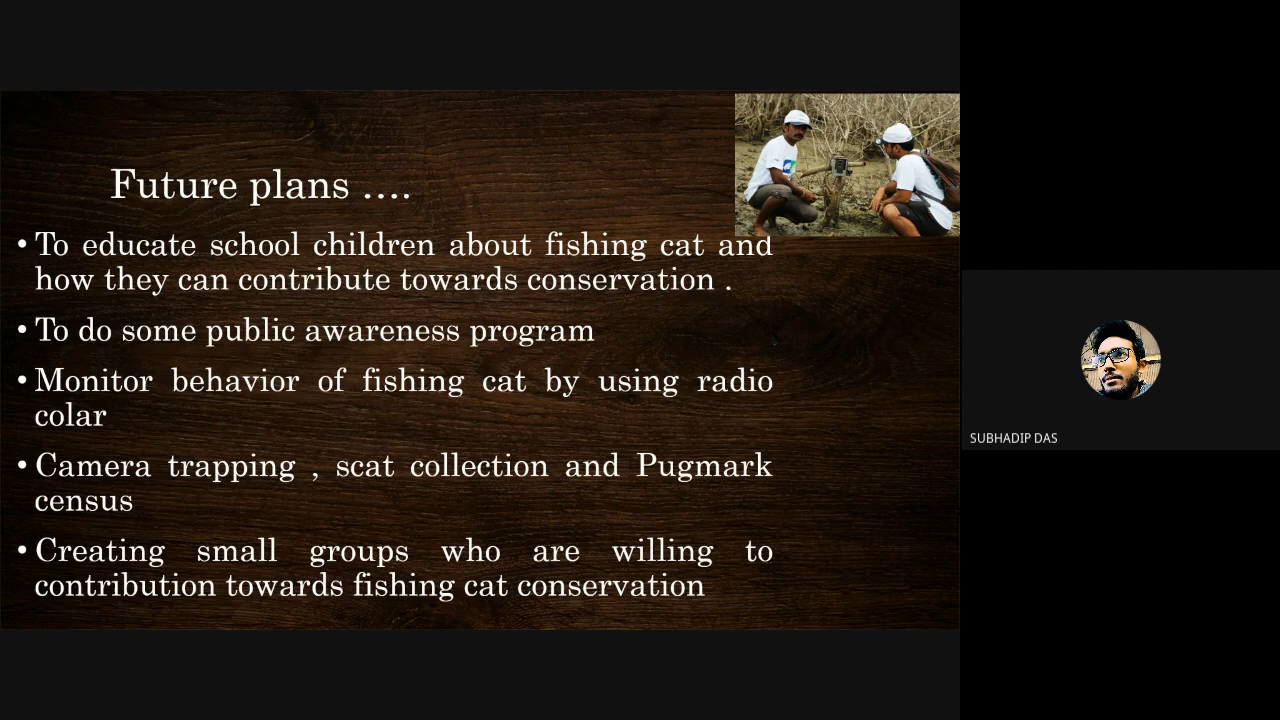 Future plans ....
• To educate school children about fishing cat and
how they can contribute towards conservation .
• To do some public awareness program
• Monitor behavior of fishing cat by using radio
colar
• Camera trapping , scat collection and Pugmark
census
• Creating small groups who are willing to
contribution towards fishing cat conservation
SUBHADIP DAS